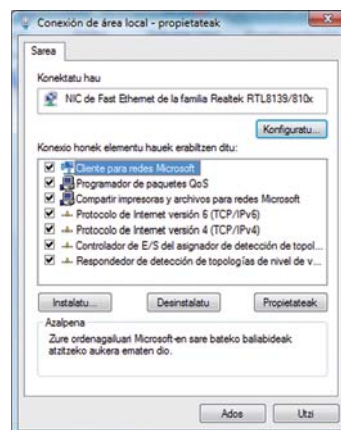 Conexión de área local - propietateak
Sarea
Konektatu hau
NIC de Fast Ethernet de la familia Realtek RTL8139/810x
Konfiguratu...
Konexio honek elementu hauek erabiltzen ditu:
Cliente para redes Microsoft
Programador de paquetes QoS
Compartir impresoras y archivos para redes Microsoft
Protocolo de Internet versión 6 (TCP/IPv6)
Protocolo de Internet versión 4 (TCP/IPv4)
Controlador de E/S del asignador de detección de topol...
Respondedor de detección de topologías de nivel de v...
Instalatu...
Desinstalatu
Propietateak
Azalpena
Zure ordenagailuari Microsoft-en sare bateko baliabideak
atzitzeko aukera ematen dio.
Ados
Utzi